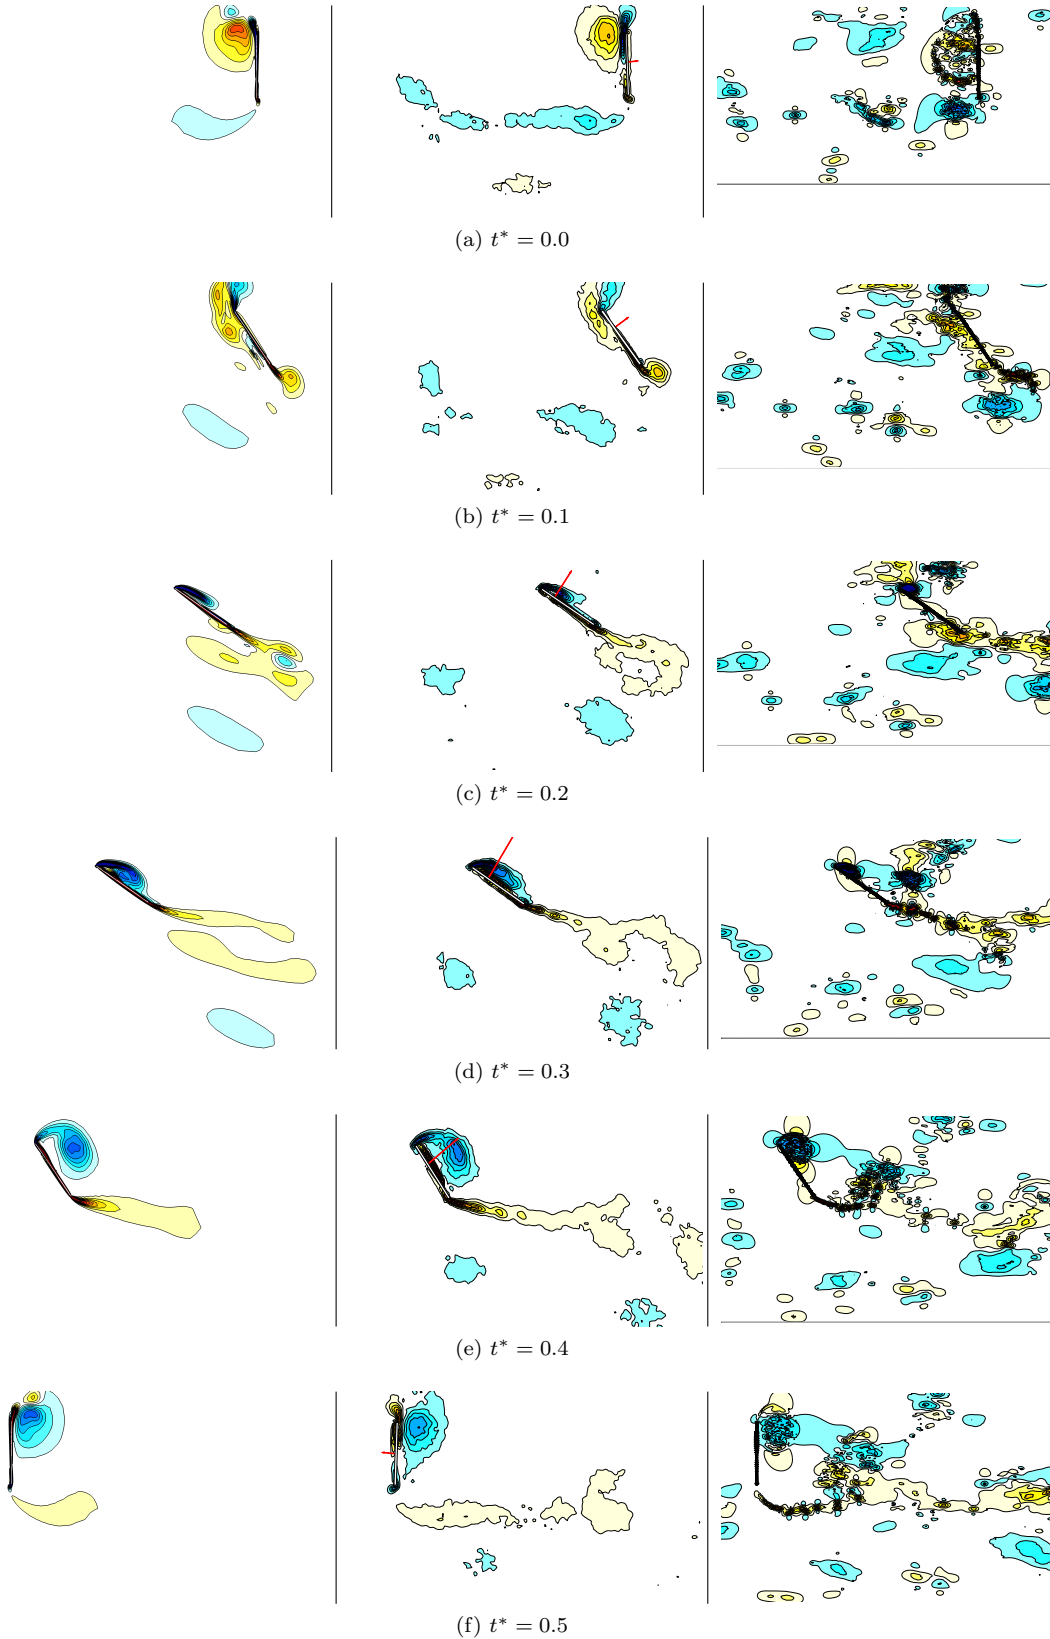 (a) t* = 0.0
(b) t* = 0.1
(c) t* = 0.2
(d) t* = 0.3
(e) t* = 0.4
(f) t* = 0.5